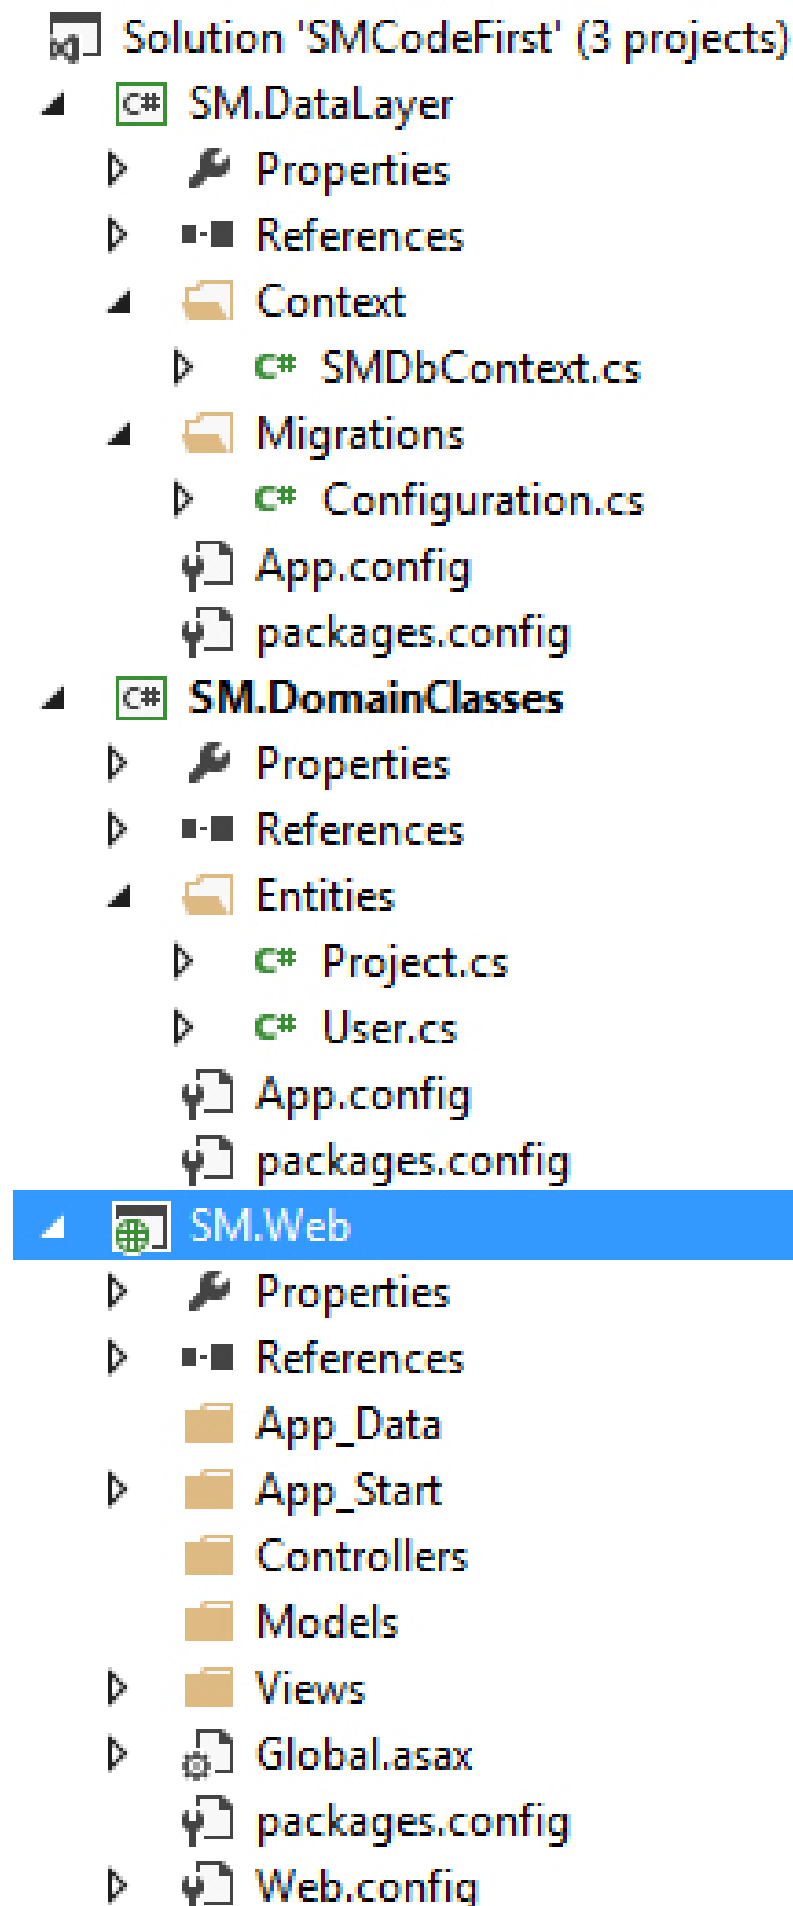 Solution 'SMCodeFirst' (3 projects)
C# SM.DataLayer
Properties
References
Context
C# SMDbContext.cs
Migrations
C# Configuration.cs
App.config
packages.config
C# SM.DomainClasses
Properties
References
Entities
C# Project.cs
C# User.cs
App.config
packages.config
SM.Web
Properties
References
App_Data
App_Start
Controllers
Models
Views
Global.asax
packages.config
Web.config